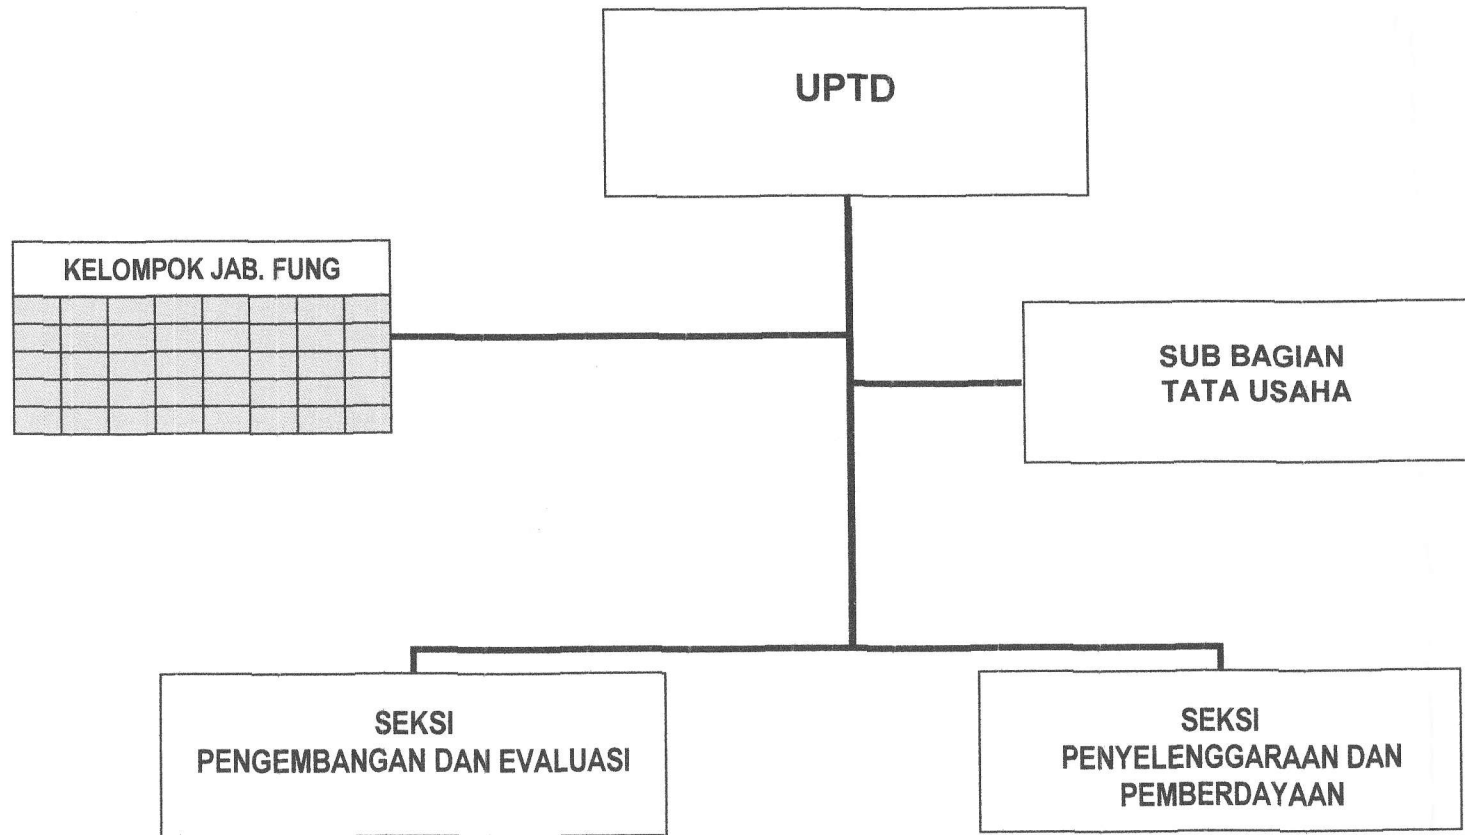 UPTD
KELOMPOK JAB. FUNG
SUB BAGIAN
TATA USAHA
SEKSI
PENGEMBANGAN DAN EVALUASI
SEKSI
PENYELENGGARAAN DAN
PEMBERDAYAAN